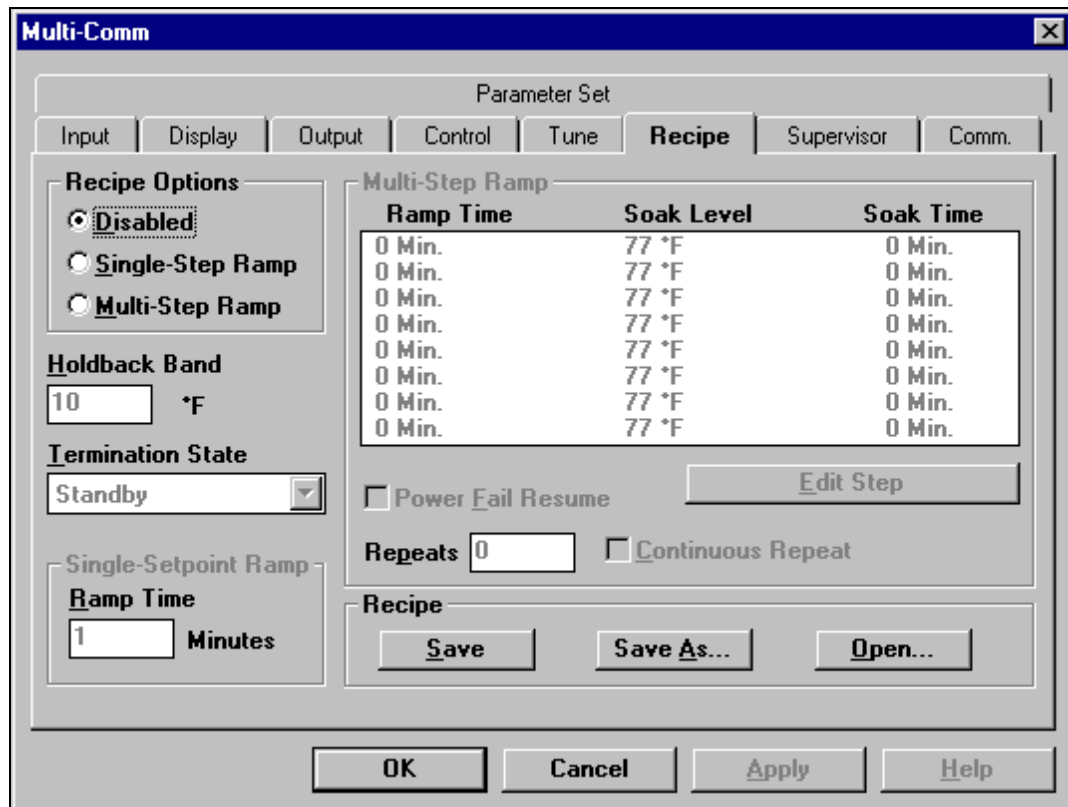 Multi-Comm
Parameter Set
Input Display Output Control Tune Recipe Supervisor Comm.
Recipe Options
Disabled
Single-Step Ramp
Multi-Step Ramp
Holdback Band
10 °F
Termination State
Standby
Single-Setpoint Ramp
Ramp Time
1 Minutes
Multi-Step Ramp
Ramp Time Soak Level Soak Time
0 Min. 77 °F 0 Min.
0 Min. 77 °F 0 Min.
0 Min. 77 °F 0 Min.
0 Min. 77 °F 0 Min.
0 Min. 77 °F 0 Min.
0 Min. 77 °F 0 Min.
0 Min. 77 °F 0 Min.
0 Min. 77 °F 0 Min.
Power Fail Resume
Edit Step
Repeats 0 Continuous Repeat
Recipe
Save Save As... Open...
OK Cancel Apply Help